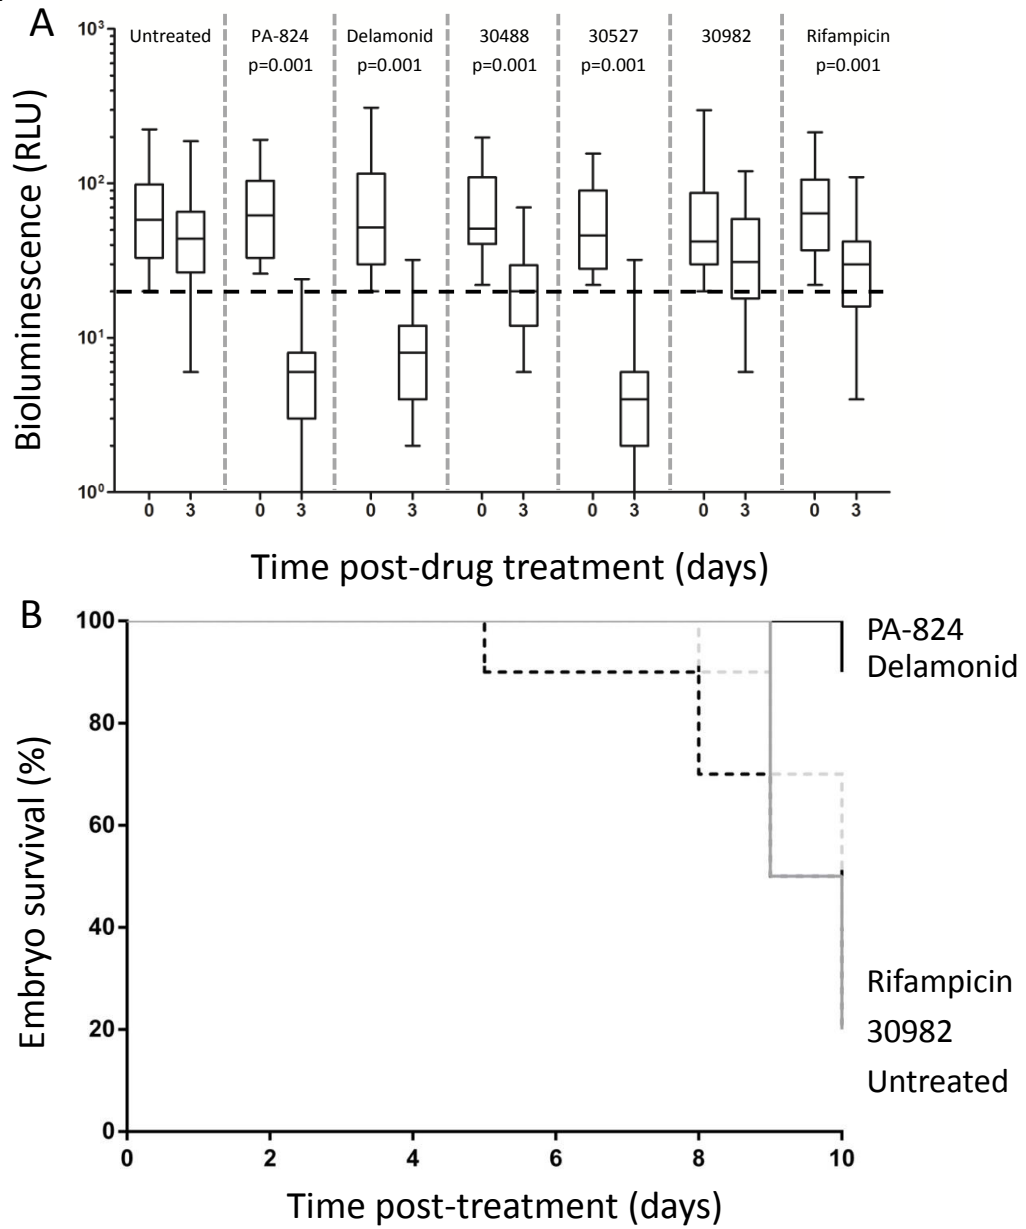 A
Untreated PA-824 Delamonid 30488 30527 30982 Rifampicin
p=0.001 p=0.001 p=0.001 p=0.001 p=0.001
Bioluminescence (RLU)
10³
10²
10¹
10⁰
0 3 0 3 0 3 0 3 0 3 0 3 0 3
Time post-drug treatment (days)
B
Embryo survival (%)
100
80
60
40
20
0
PA-824
Delamonid
Rifampicin
30982
Untreated
0 2 4 6 8 10
Time post-treatment (days)